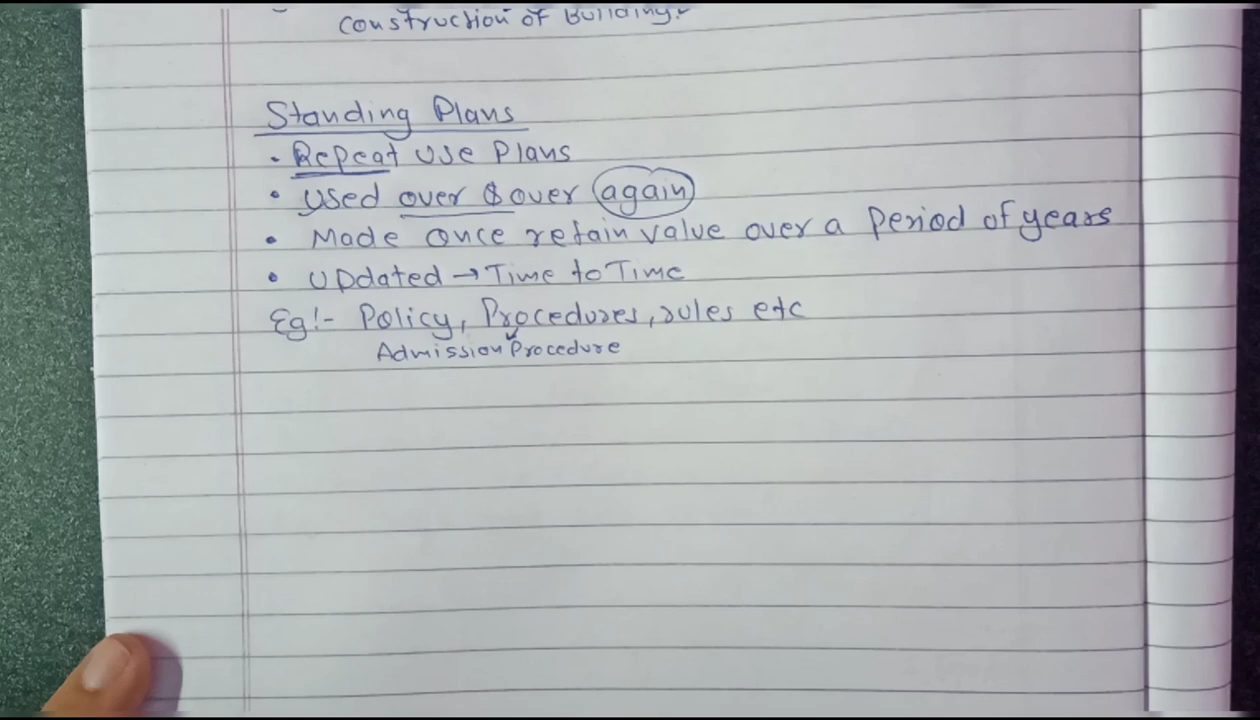 construction of Building.
Standing Plans
• Repeat use Plans
• Used over & over again
• Made once retain value over a Period of years
• Updated → Time to Time
Eg:- Policy, Procedures, rules etc
Admission Procedure